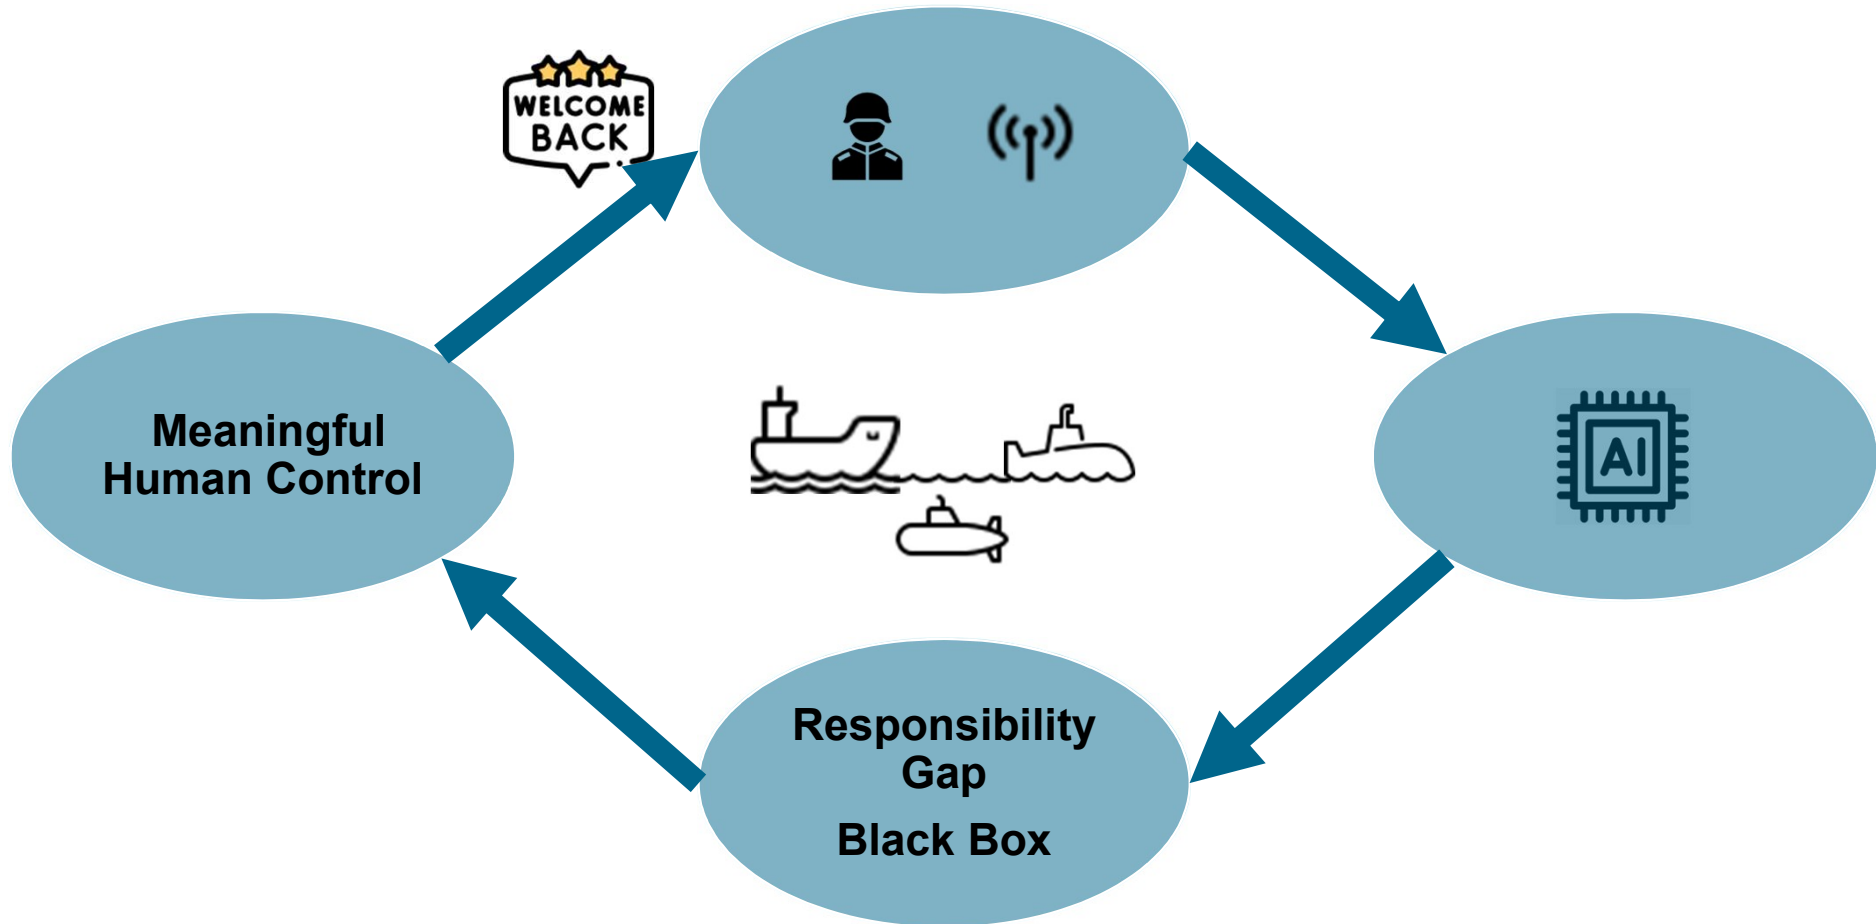 WELCOME
BACK
Meaningful
Human Control
AI
Responsibility
Gap
Black Box